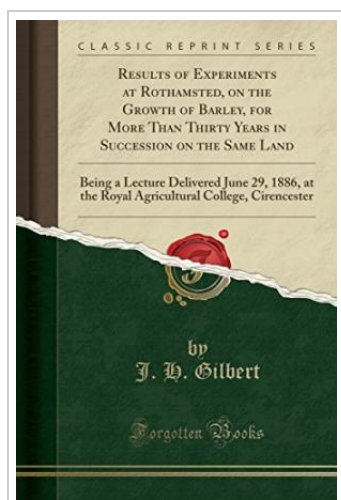 CLASSIC REPRINT SERIES
RESULTS OF EXPERIMENTS
AT ROTHAMSTED, ON THE
GROWTH OF BARLEY, FOR
MORE THAN THIRTY YEARS IN
SUCCESSION ON THE SAME LAND
Being a Lecture Delivered June 29, 1886, at
the Royal Agricultural College, Cirencester
by
J. H. Gilbert
Forgotten Books